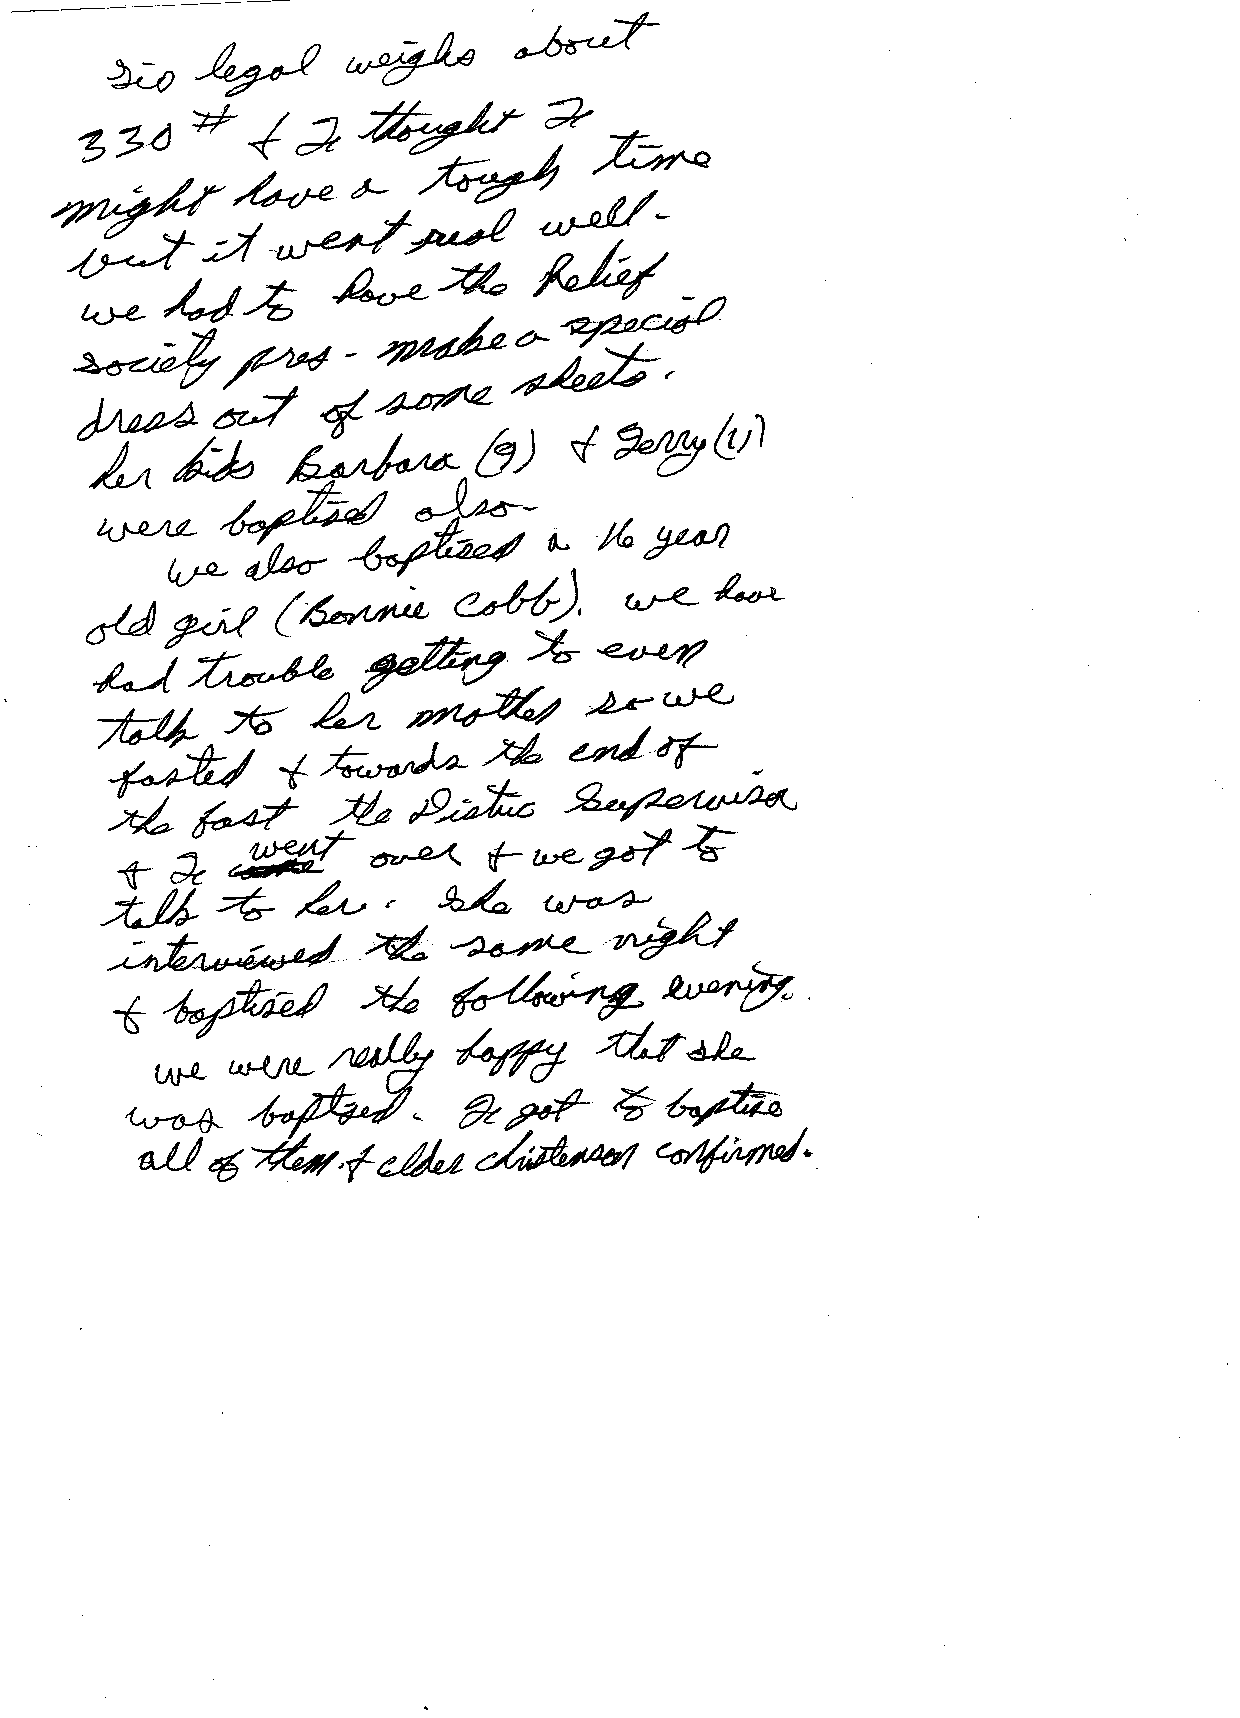 Sis legal weighs about
330 # & I thought I
might have a tough time
but it went real well -
we had to have the Relief
society pres - make a special
dress out of some sheets.
her kids Barbara (9) & Jerry (11)
were baptised also -
we also baptised a 16 year
old girl (Bonnie Cobb). we have
had trouble getting to even
talk to her mother so we
fasted & towards the end of
the fast the Distric Supervisor
& I went over & we got to
talk to her. She was
interviewed the same night
& baptised the following evening.
we were really happy that she
was baptised. I got to baptise
all of them & elder christenson confirmed.